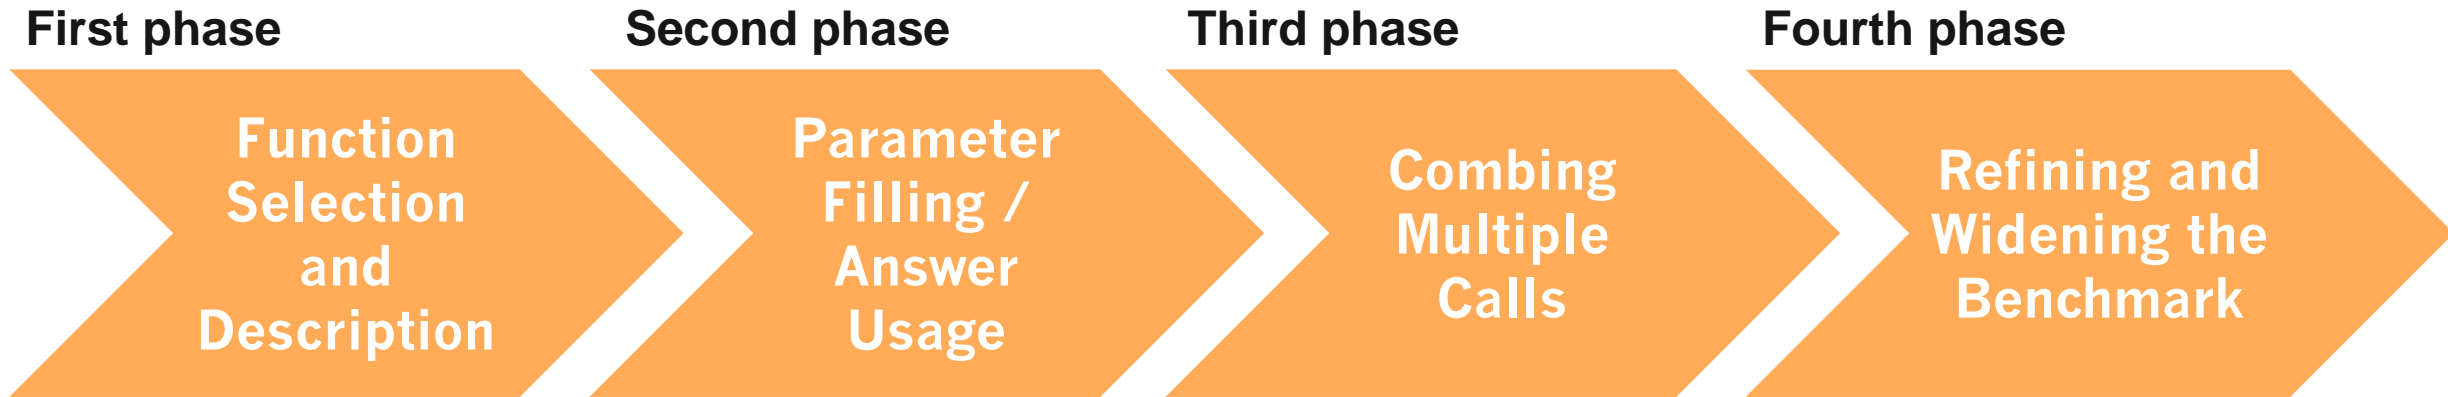 First phase
Function
Selection
and
Description
Second phase
Parameter
Filling /
Answer
Usage
Third phase
Combing
Multiple
Calls
Fourth phase
Refining and
Widening the
Benchmark